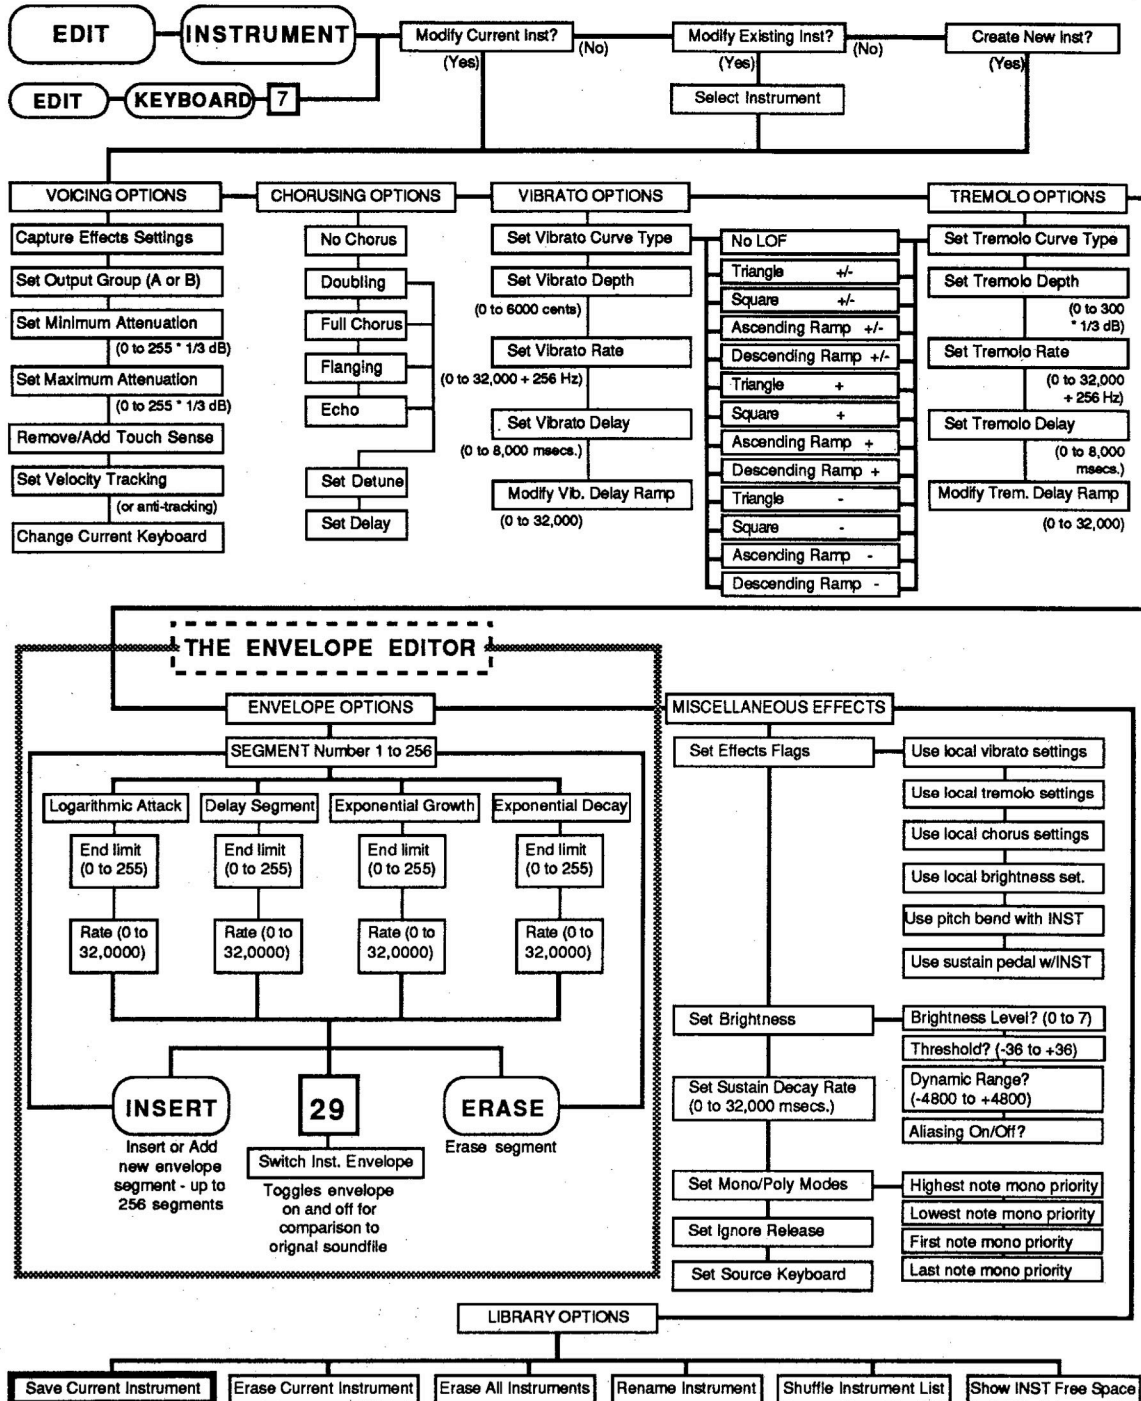 EDIT
INSTRUMENT
Modify Current Inst?
(No)
Modify Existing Inst?
(No)
Create New Inst?
(Yes)
(Yes)
(Yes)
EDIT
KEYBOARD
7
Select Instrument
VOICING OPTIONS
Capture Effects Settings
Set Output Group (A or B)
Set Minimum Attenuation
(0 to 255 * 1/3 dB)
Set Maximum Attenuation
(0 to 255 * 1/3 dB)
Remove/Add Touch Sense
Set Velocity Tracking
(or anti-tracking)
Change Current Keyboard
CHORUSING OPTIONS
No Chorus
Doubling
Full Chorus
Flanging
Echo
Set Detune
Set Delay
VIBRATO OPTIONS
Set Vibrato Curve Type
Set Vibrato Depth
(0 to 6000 cents)
Set Vibrato Rate
(0 to 32,000 + 256 Hz)
Set Vibrato Delay
(0 to 8,000 msecs.)
Modify Vib. Delay Ramp
(0 to 32,000)
No LOF
Triangle +/-
Square +/-
Ascending Ramp +/-
Descending Ramp +/-
Triangle +
Square +
Ascending Ramp +
Descending Ramp +
Triangle -
Square -
Ascending Ramp -
Descending Ramp -
TREMOLO OPTIONS
Set Tremolo Curve Type
Set Tremolo Depth
(0 to 300
* 1/3 dB)
Set Tremolo Rate
(0 to 32,000
+ 256 Hz)
Set Tremolo Delay
(0 to 8,000
msecs.)
Modify Trem. Delay Ramp
(0 to 32,000)
THE ENVELOPE EDITOR
ENVELOPE OPTIONS
SEGMENT Number 1 to 256
Logarithmic Attack
End limit
(0 to 255)
Rate (0 to
32,0000)
Delay Segment
End limit
(0 to 255)
Rate (0 to
32,0000)
Exponential Growth
End limit
(0 to 255)
Rate (0 to
32,0000)
Exponential Decay
End limit
(0 to 255)
Rate (0 to
32,0000)
INSERT
Insert or Add
new envelope
segment - up to
256 segments
29
Switch Inst. Envelope
Toggles envelope
on and off for
comparison to
orignal soundfile
ERASE
Erase segment
MISCELLANEOUS EFFECTS
Set Effects Flags
Use local vibrato settings
Use local tremolo settings
Use local chorus settings
Use local brightness set.
Use pitch bend with INST
Use sustain pedal w/INST
Set Brightness
Brightness Level? (0 to 7)
Threshold? (-36 to +36)
Dynamic Range?
(-4800 to +4800)
Aliasing On/Off?
Set Sustain Decay Rate
(0 to 32,000 msecs.)
Set Mono/Poly Modes
Highest note mono priority
Lowest note mono priority
First note mono priority
Last note mono priority
Set Ignore Release
Set Source Keyboard
LIBRARY OPTIONS
Save Current Instrument
Erase Current Instrument
Erase All Instruments
Rename Instrument
Shuffle Instrument List
Show INST Free Space